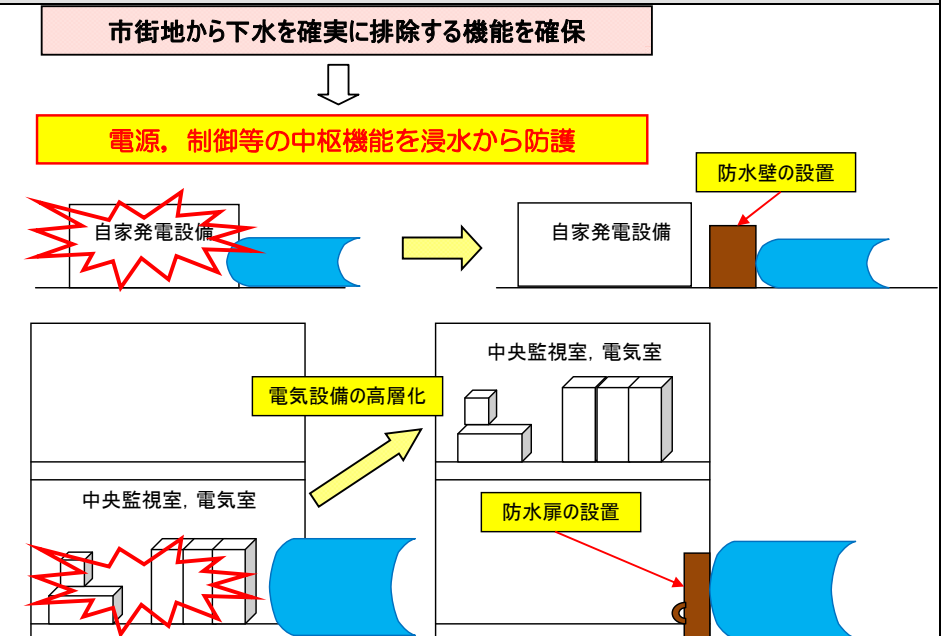 市街地から下水を確実に排除する機能を確保
電源，制御等の中枢機能を浸水から防護
防水壁の設置
自家発電設備
自家発電設備
中央監視室，電気室
電気設備の高層化
中央監視室，電気室
防水扉の設置